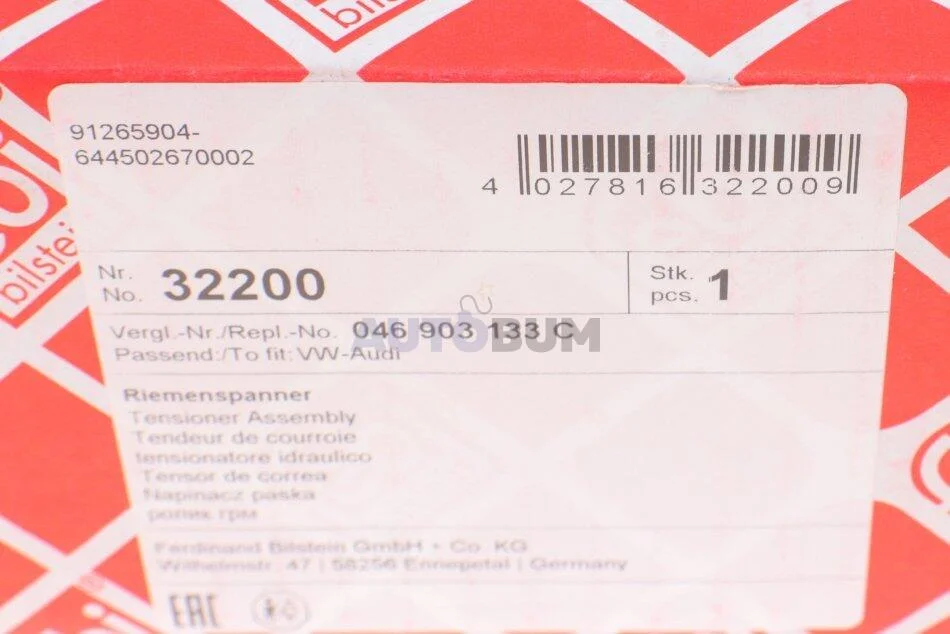 bilstein
91265904-
644502670002
4 027816 322009
Nr.
No. 32200
Stk.
pcs. 1
Vergl.-Nr./Repl.-No. 046 903 133 C
AUTOBUM
Passend:/To fit: VW-Audi
Riemenspanner
Tensioner Assembly
Tendeur de courroie
tensionatore idraulico
Tensor de correa
Napinacz paska
ролик грм
Ferdinand Bilstein GmbH + Co. KG
Wilhelmstr. 47 | 58256 Ennepetal | Germany
EAC